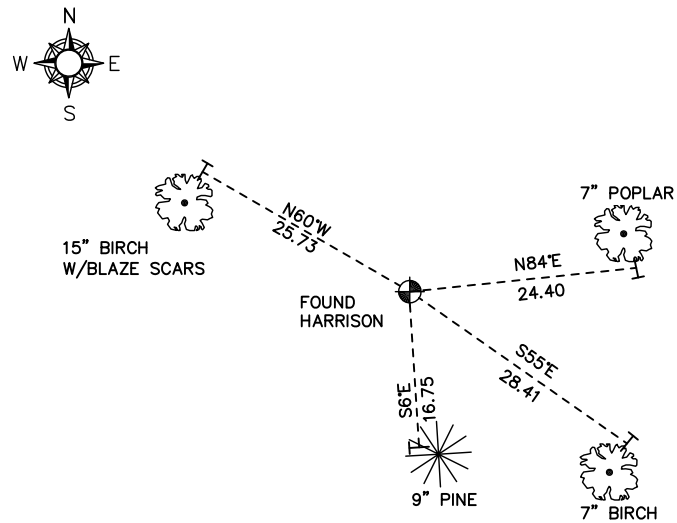 N
W
E
S
7" POPLAR
N60°W
25.73
15" BIRCH
W/BLAZE SCARS
N84°E
24.40
FOUND
HARRISON
S55°E
28.41
S6°E
16.75
9" PINE
7" BIRCH